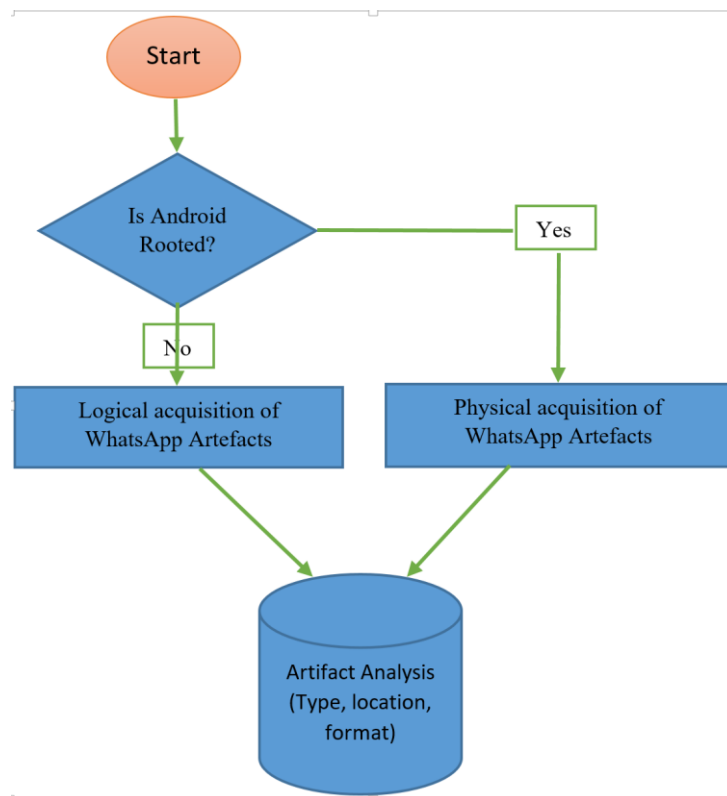 Start
Is Android
Rooted?
Yes
No
Logical acquisition of
WhatsApp Artefacts
Physical acquisition of
WhatsApp Artefacts
Artifact Analysis
(Type, location,
format)